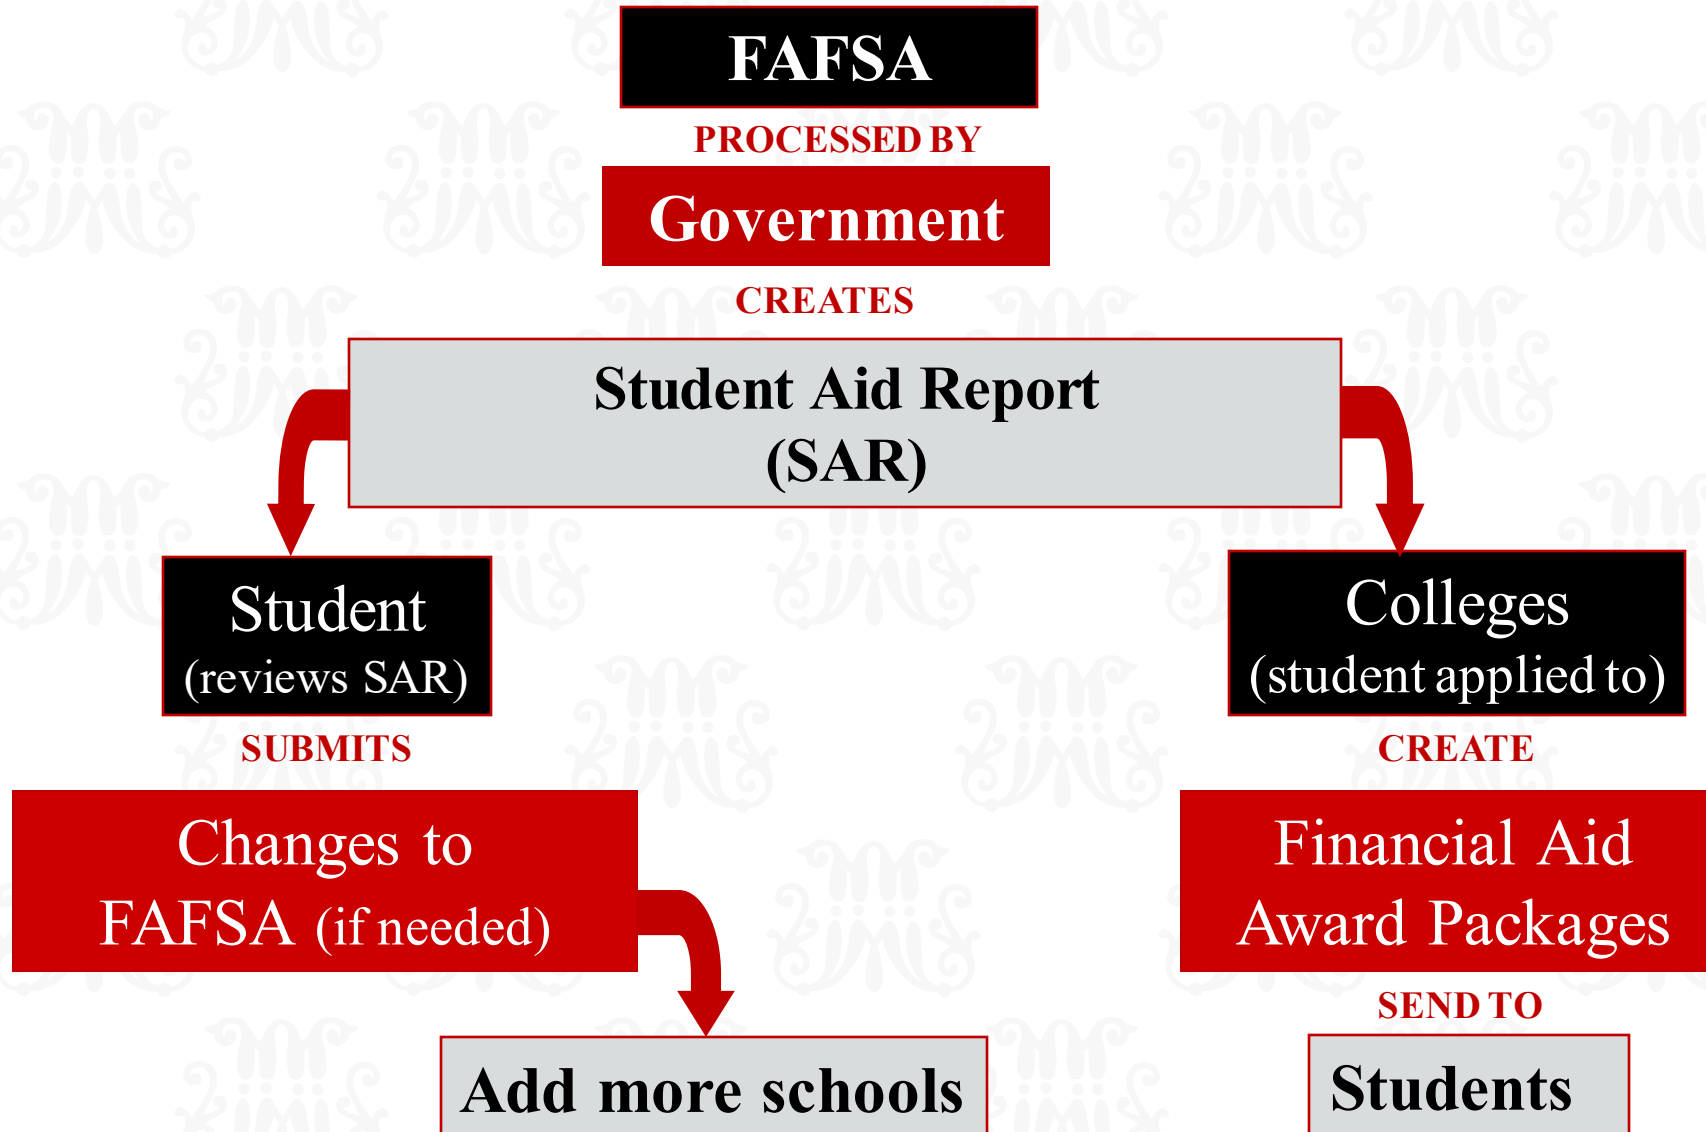 FAFSA
PROCESSED BY
Government
CREATES
Student Aid Report
(SAR)
Student
(reviews SAR)
SUBMITS
Changes to
FAFSA (if needed)
Add more schools
Colleges
(student applied to)
CREATE
Financial Aid
Award Packages
SEND TO
Students